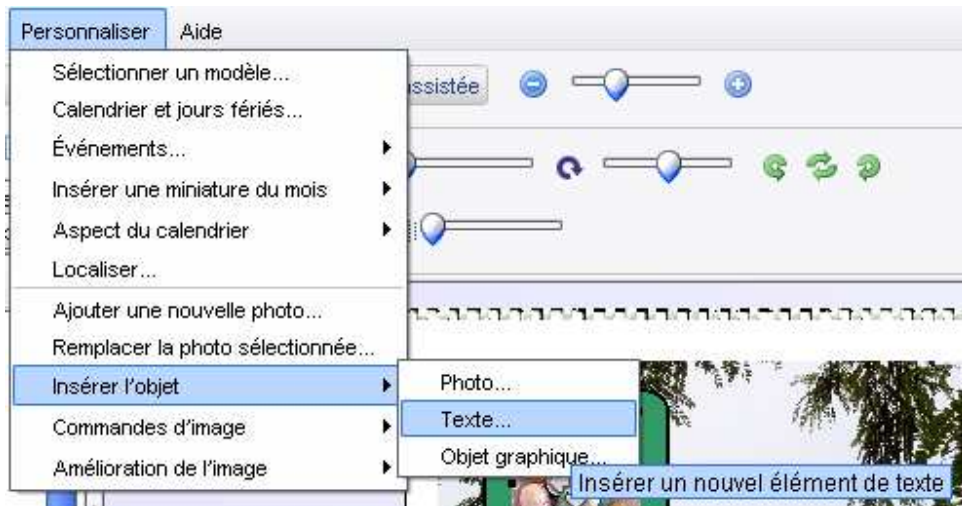 Personnaliser Aide
Sélectionner un modèle...
assistée
Calendrier et jours fériés...
Événements...
Insérer une miniature du mois
Aspect du calendrier
Localiser...
Ajouter une nouvelle photo...
Remplacer la photo sélectionnée...
Insérer l'objet
Commandes d'image
Amélioration de l'image
Photo...
Texte...
Objet graphique...
Insérer un nouvel élément de texte